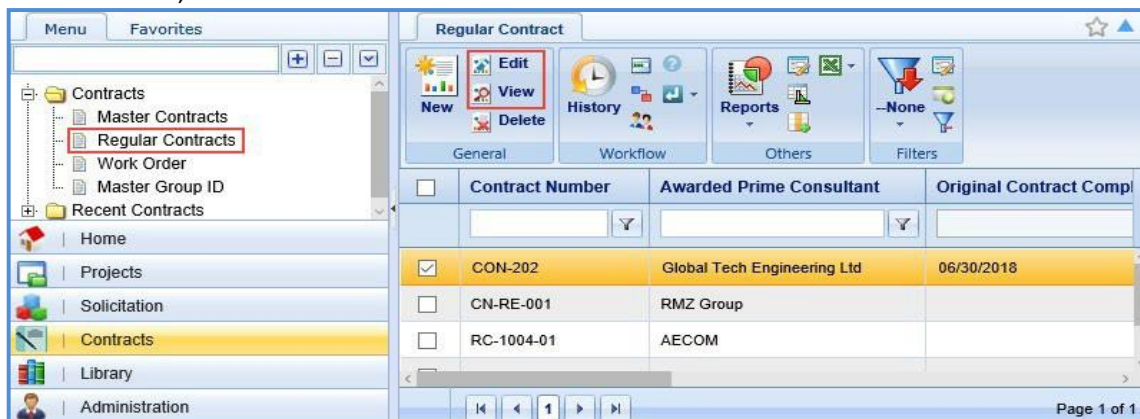 Menu Favorites
Contracts
Master Contracts
Regular Contracts
Work Order
Master Group ID
Recent Contracts
Home
Projects
Solicitation
Contracts
Library
Administration
Regular Contract
New
Edit
View
Delete
General
History
Workflow
Reports
Others
--None
Filters
Contract Number Awarded Prime Consultant Original Contract Compl
CON-202 Global Tech Engineering Ltd 06/30/2018
CN-RE-001 RMZ Group
RC-1004-01 AECOM
1 Page 1 of 1